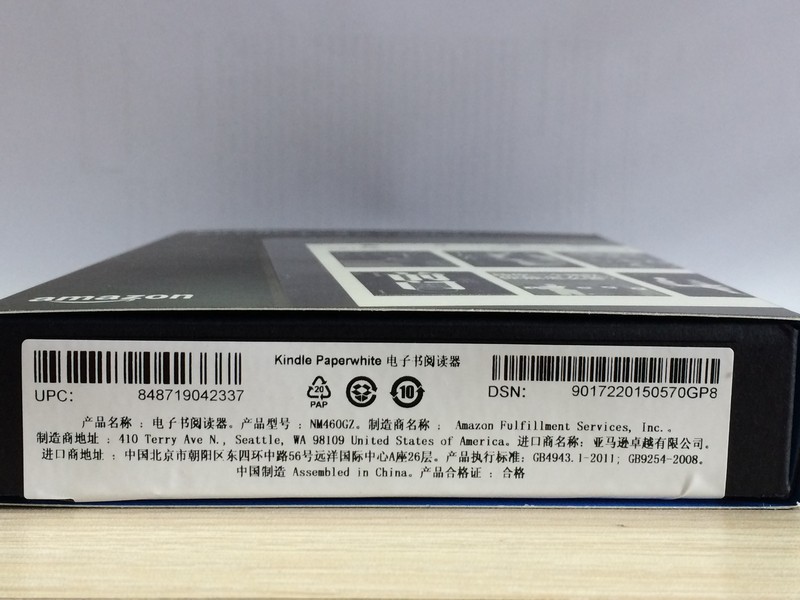 amazon
Kindle Paperwhite 电子书阅读器
UPC: 848719042337
20
PAP
10
DSN: 9017220150570GP8
产品名称：电子书阅读器。产品型号：NM460GZ。制造商名称： Amazon Fulfillment Services, Inc.。
制造商地址：410 Terry Ave N., Seattle, WA 98109 United States of America。进口商名称：亚马逊卓越有限公司。
进口商地址：中国北京市朝阳区东四环中路56号远洋国际中心A座26层。产品执行标准：GB4943.1-2011; GB9254-2008。
中国制造 Assembled in China。产品合格证：合格